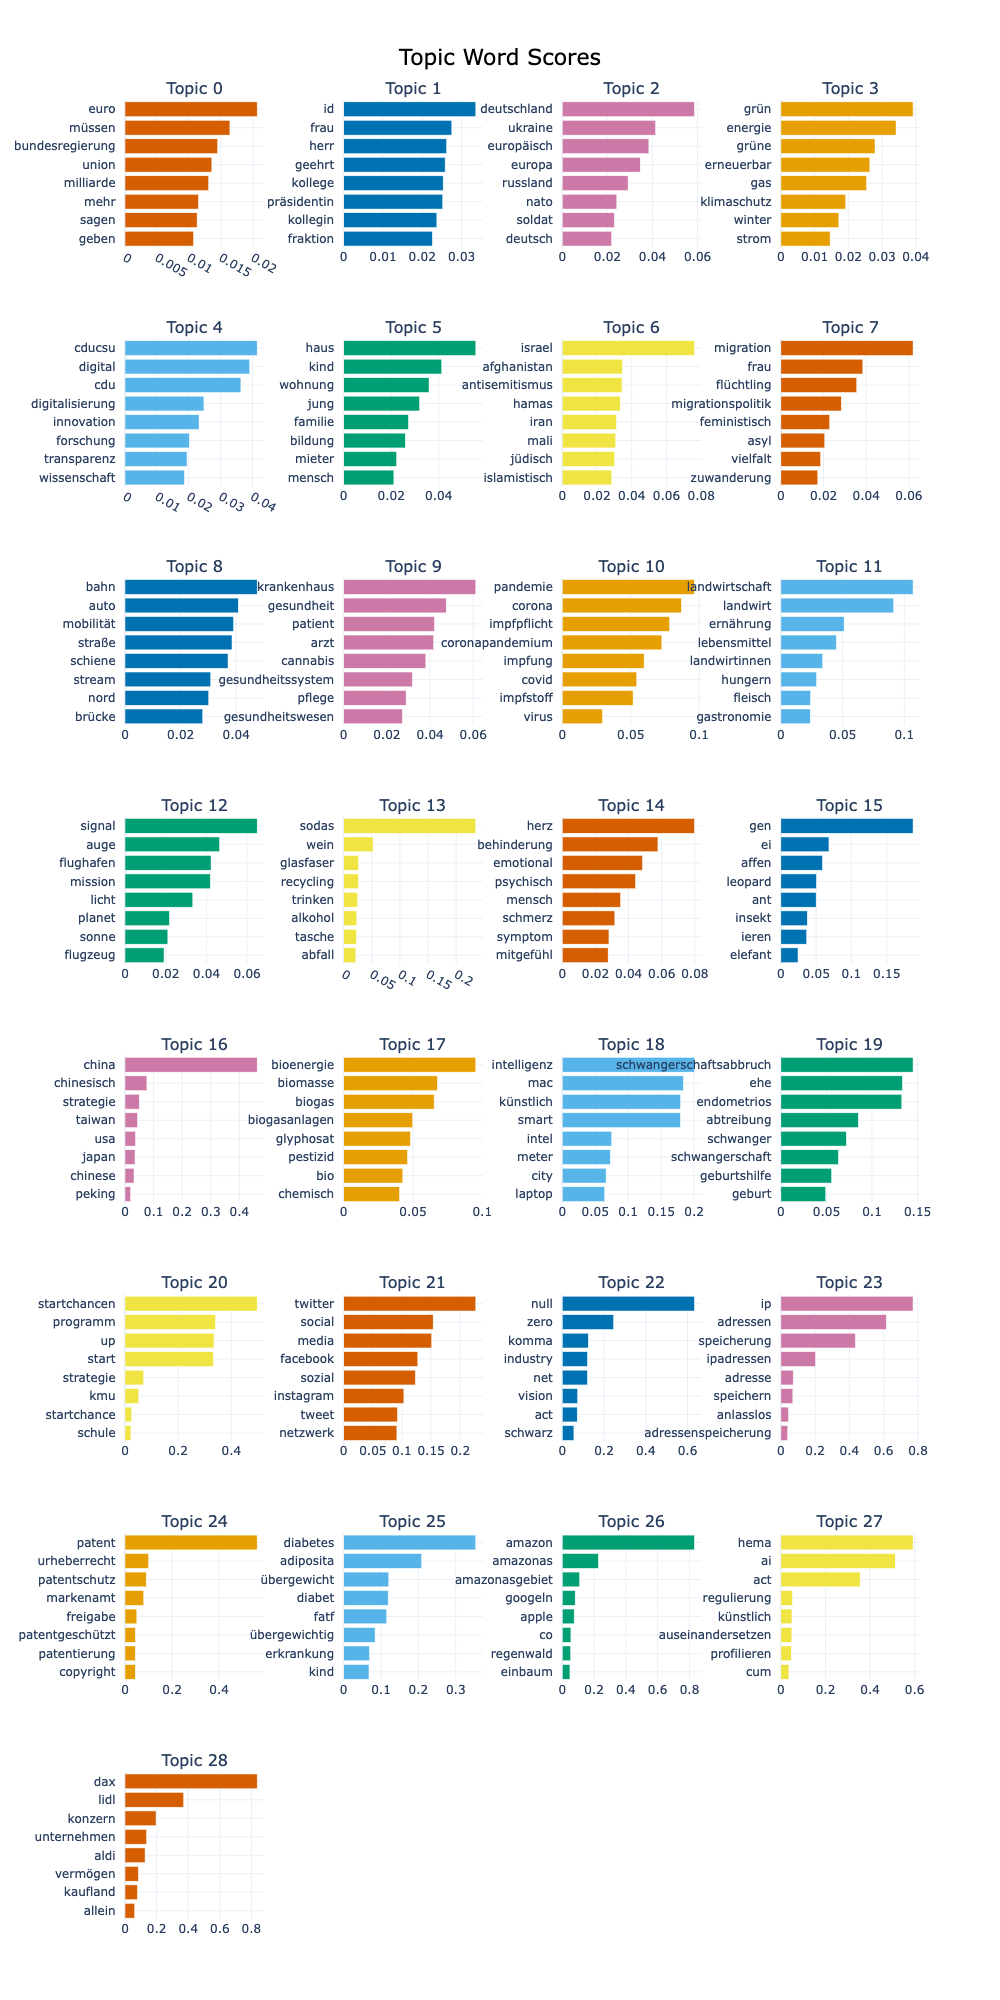 Topic Word Scores
Topic 0
euro
müssen
bundesregierung
union
milliarde
mehr
sagen
geben
0 0.005 0.01 0.015 0.02
Topic 1
id
frau
herr
geehrt
kollege
präsidentin
kollegin
fraktion
0 0.01 0.02 0.03
Topic 2
deutschland
ukraine
europäisch
europa
russland
nato
soldat
deutsch
0 0.02 0.04 0.06
Topic 3
grün
energie
grüne
erneuerbar
gas
klimaschutz
winter
strom
0 0.01 0.02 0.03 0.04
Topic 4
cducsu
digital
cdu
digitalisierung
innovation
forschung
transparenz
wissenschaft
0 0.01 0.02 0.03 0.04
Topic 5
haus
kind
wohnung
jung
familie
bildung
mieter
mensch
0 0.02 0.04
Topic 6
israel
afghanistan
antisemitismus
hamas
iran
mali
jüdisch
islamistisch
0 0.02 0.04 0.06 0.08
Topic 7
migration
frau
flüchtling
migrationspolitik
feministisch
asyl
vielfalt
zuwanderung
0 0.02 0.04 0.06
Topic 8
bahn
auto
mobilität
straße
schiene
stream
nord
brücke
0 0.02 0.04
Topic 9
krankenhaus
gesundheit
patient
arzt
cannabis
gesundheitssystem
pflege
gesundheitswesen
0 0.02 0.04 0.06
Topic 10
pandemie
corona
impfpflicht
coronapandemium
impfung
covid
impfstoff
virus
0 0.05 0.1
Topic 11
landwirtschaft
landwirt
ernährung
lebensmittel
landwirtinnen
hungern
fleisch
gastronomie
0 0.05 0.1
Topic 12
signal
auge
flughafen
mission
licht
planet
sonne
flugzeug
0 0.02 0.04 0.06
Topic 13
sodas
wein
glasfaser
recycling
trinken
alkohol
tasche
abfall
0 0.05 0.1 0.15 0.2
Topic 14
herz
behinderung
emotional
psychisch
mensch
schmerz
symptom
mitgefühl
0 0.02 0.04 0.06 0.08
Topic 15
gen
ei
affen
leopard
ant
insekt
ieren
elefant
0 0.05 0.1 0.15
Topic 16
china
chinesisch
strategie
taiwan
usa
japan
chinese
peking
0 0.1 0.2 0.3 0.4
Topic 17
bioenergie
biomasse
biogas
biogasanlagen
glyphosat
pestizid
bio
chemisch
0 0.05 0.1
Topic 18
intelligenz
mac
künstlich
smart
intel
meter
city
laptop
0 0.05 0.1 0.15 0.2
Topic 19
schwangerschaftsabbruch
ehe
endometrios
abtreibung
schwanger
schwangerschaft
geburtshilfe
geburt
0 0.05 0.1 0.15
Topic 20
startchancen
programm
up
start
strategie
kmu
startchance
schule
0 0.2 0.4
Topic 21
twitter
social
media
facebook
sozial
instagram
tweet
netzwerk
0 0.05 0.1 0.15 0.2
Topic 22
null
zero
komma
industry
net
vision
act
schwarz
0 0.2 0.4 0.6
Topic 23
ip
adressen
speicherung
ipadressen
adresse
speichern
anlasslos
adressenspeicherung
0 0.2 0.4 0.6 0.8
Topic 24
patent
urheberrecht
patentschutz
markenamt
freigabe
patentgeschützt
patentierung
copyright
0 0.2 0.4
Topic 25
diabetes
adiposita
übergewicht
diabet
fatf
übergewichtig
erkrankung
kind
0 0.1 0.2 0.3
Topic 26
amazon
amazonas
amazonasgebiet
googeln
apple
co
regenwald
einbaum
0 0.2 0.4 0.6 0.8
Topic 27
hema
ai
act
regulierung
künstlich
auseinandersetzen
profilieren
cum
0 0.2 0.4 0.6
Topic 28
dax
lidl
konzern
unternehmen
aldi
vermögen
kaufland
allein
0 0.2 0.4 0.6 0.8